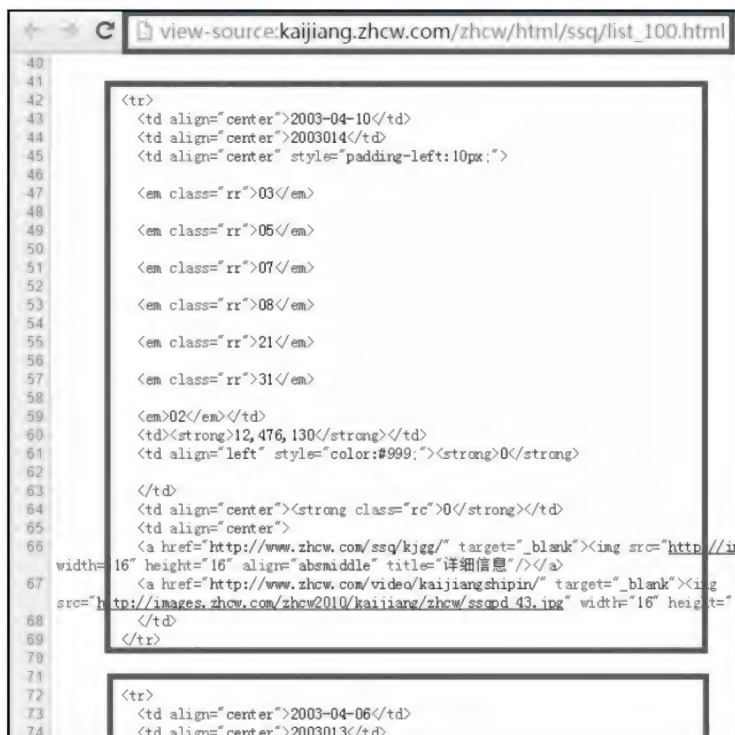 view-source:kaijiang.zhcw.com/zhcw/html/ssq/list_100.html
40
41
42 <tr>
43 <td align="center">2003-04-10</td>
44 <td align="center">2003014</td>
45 <td align="center" style="padding-left:10px;">
46
47 <em class="rr">03</em>
48
49 <em class="rr">05</em>
50
51 <em class="rr">07</em>
52
53 <em class="rr">08</em>
54
55 <em class="rr">21</em>
56
57 <em class="rr">31</em>
58
59 <em>02</em></td>
60 <td><strong>12,476,130</strong></td>
61 <td align="left" style="color:#999;"><strong>0</strong>
62
63 </td>
64 <td align="center"><strong class="rc">0</strong></td>
65 <td align="center">
66 <a href="http://www.zhcw.com/ssq/kjgg/" target="_blank"><img src="http://i
width="16" height="16" align="absmiddle" title="详细信息"/></a>
67 <a href="http://www.zhcw.com/video/kaijiangshipin/" target="_blank"><img
src="http://images.zhcw.com/zhcw2010/kaijiang/zhcw/ssqpd_43.jpg" width="16" height="
68 </td>
69 </tr>
70
71
72 <tr>
73 <td align="center">2003-04-06</td>
74 <td align="center">2003013</td>